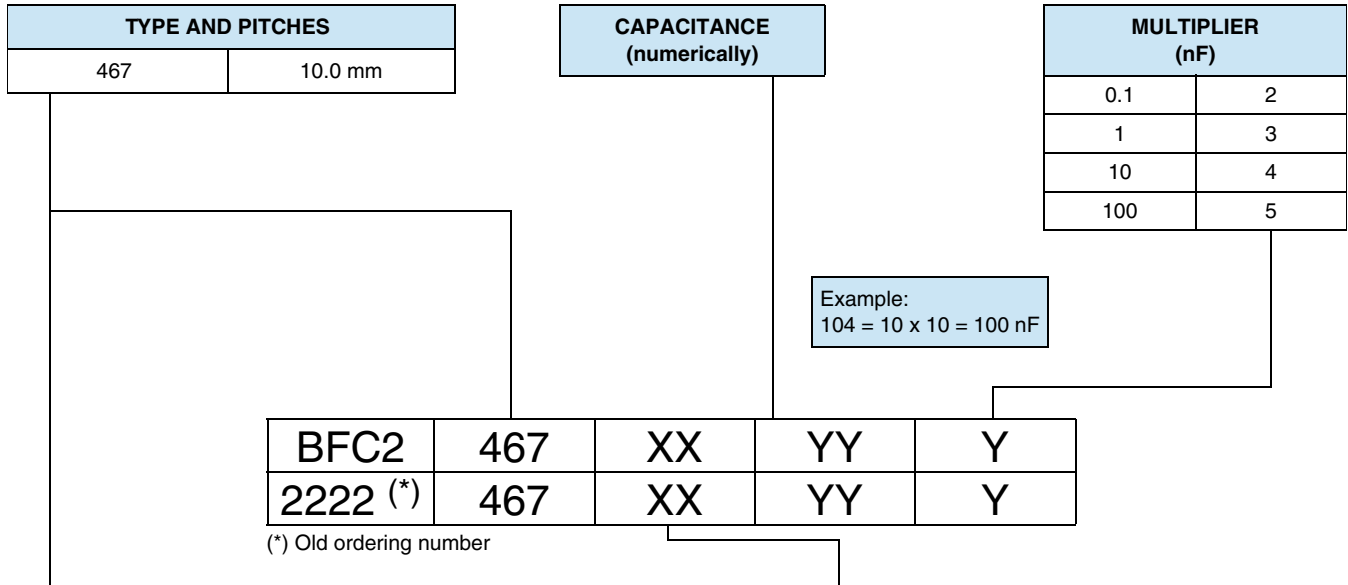 TYPE AND PITCHES
467 10.0 mm
CAPACITANCE
(numerically)
MULTIPLIER
(nF)
0.1 2
1 3
10 4
100 5
Example:
104 = 10 x 10 = 100 nF
BFC2 467 XX YY Y
2222 (*) 467 XX YY Y
(*) Old ordering number